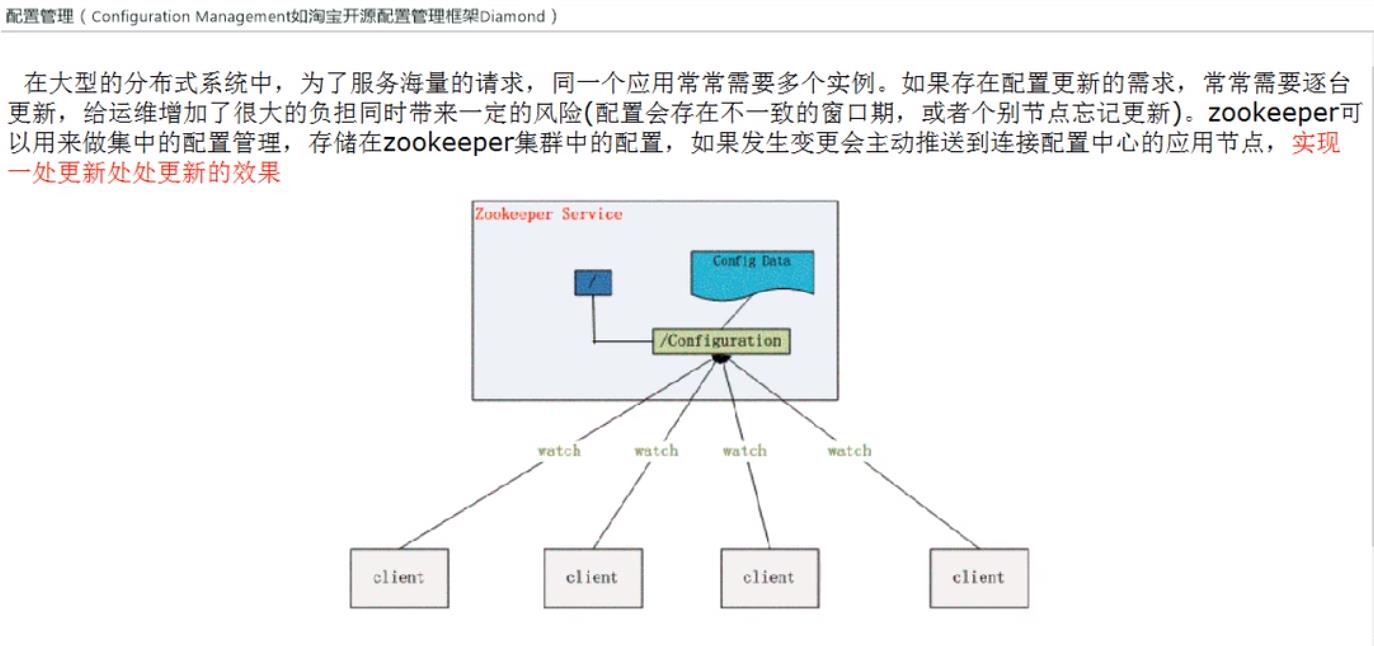 配置管理（Configuration Management如淘宝开源配置管理框架Diamond）
在大型的分布式系统中，为了服务海量的请求，同一个应用常常需要多个实例。如果存在配置更新的需求，常常需要逐台
更新，给运维增加了很大的负担同时带来一定的风险(配置会存在不一致的窗口期，或者个别节点忘记更新)。zookeeper可
以用来做集中的配置管理，存储在zookeeper集群中的配置，如果发生变更会主动推送到连接配置中心的应用节点，实现
一处更新处处更新的效果
Zookeeper Service
Config Data
/
/Configuration
watch watch watch watch
client client client client